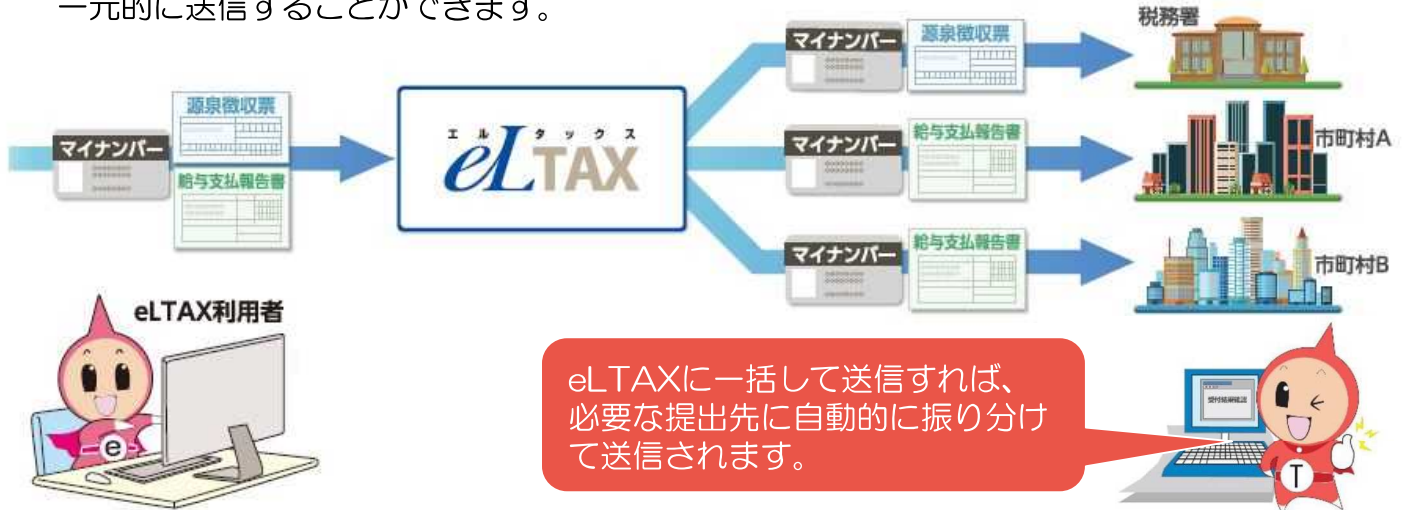 一元的に送信することができます。
税務署
マイナンバー
源泉徴収票
源泉徴収票
エルタックス
マイナンバー
eLTAX
マイナンバー
給与支払報告書
市町村A
給与支払報告書
マイナンバー
給与支払報告書
市町村B
eLTAX利用者
eLTAXに一括して送信すれば、
必要な提出先に自動的に振り分け
て送信されます。
受付結果確認
e
T